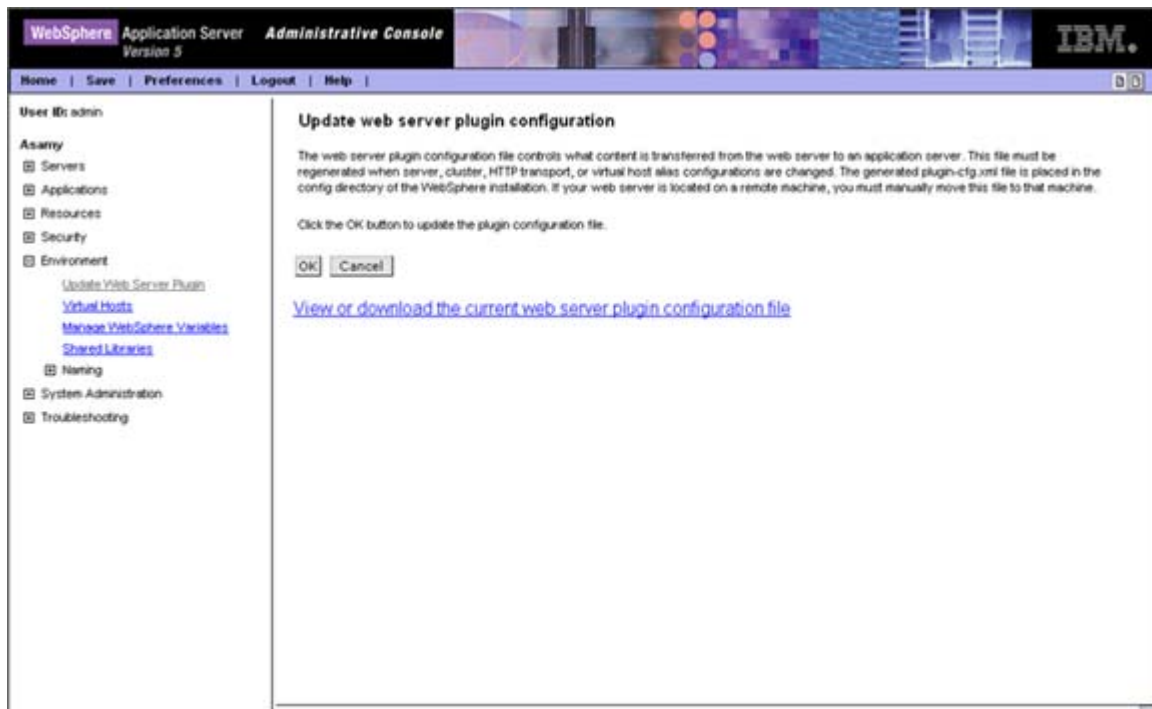 WebSphere Application Server Administrative Console
Version 5
IBM.
Home | Save | Preferences | Logout | Help |
User ID: admin
Asamy
Servers
Applications
Resources
Security
Environment
Update Web Server Plugin
Virtual Hosts
Manage WebSphere Variables
Shared Libraries
Naming
System Administration
Troubleshooting
Update web server plugin configuration
The web server plugin configuration file controls what content is transferred from the web server to an application server. This file must be
regenerated when server, cluster, HTTP transport, or virtual host alias configurations are changed. The generated plugin-cfg.xml file is placed in the
config directory of the WebSphere installation. If your web server is located on a remote machine, you must manually move this file to that machine.
Click the OK button to update the plugin configuration file.
OK Cancel
View or download the current web server plugin configuration file